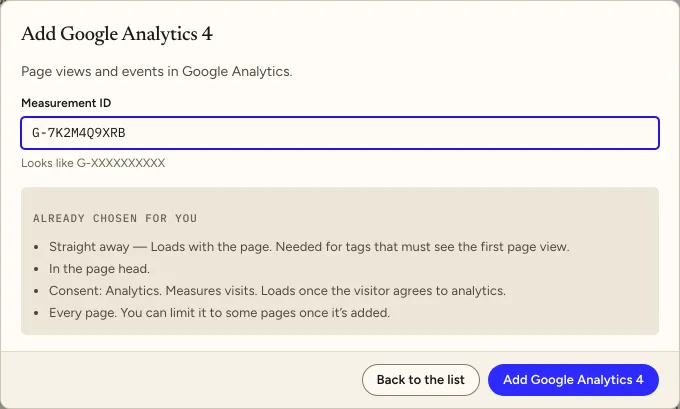 Add Google Analytics 4
Page views and events in Google Analytics.
Measurement ID
G-7K2M4Q9XRB
Looks like G-XXXXXXXXXX
ALREADY CHOSEN FOR YOU
• Straight away — Loads with the page. Needed for tags that must see the first page view.
• In the page head.
• Consent: Analytics. Measures visits. Loads once the visitor agrees to analytics.
• Every page. You can limit it to some pages once it’s added.
Back to the list
Add Google Analytics 4